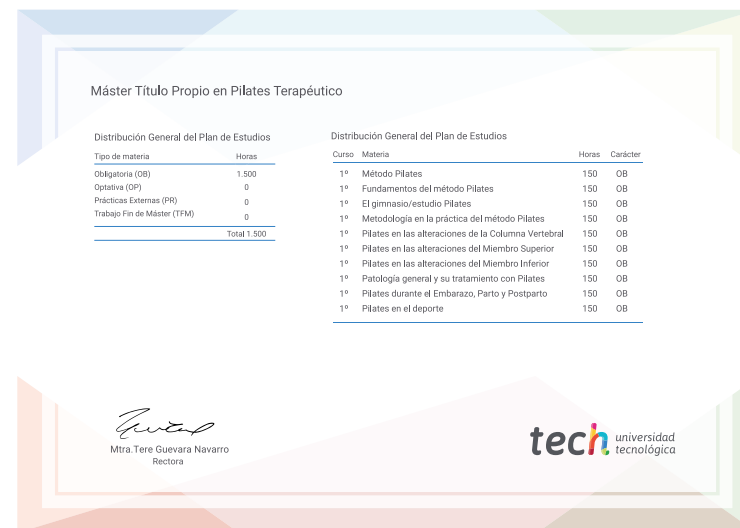 Máster Título Propio en Pilates Terapéutico
Distribución General del Plan de Estudios
Tipo de materia Horas
Obligatoria (OB) 1.500
Optativa (OP) 0
Prácticas Externas (PR) 0
Trabajo Fin de Máster (TFM) 0
Total 1.500
Distribución General del Plan de Estudios
Curso Materia Horas Carácter
1º Método Pilates 150 OB
1º Fundamentos del método Pilates 150 OB
1º El gimnasio/estudio Pilates 150 OB
1º Metodología en la práctica del método Pilates 150 OB
1º Pilates en las alteraciones de la Columna Vertebral 150 OB
1º Pilates en las alteraciones del Miembro Superior 150 OB
1º Pilates en las alteraciones del Miembro Inferior 150 OB
1º Patología general y su tratamiento con Pilates 150 OB
1º Pilates durante el Embarazo, Parto y Postparto 150 OB
1º Pilates en el deporte 150 OB
Mtra.Tere Guevara Navarro
Rectora
tech universidad
tecnológica